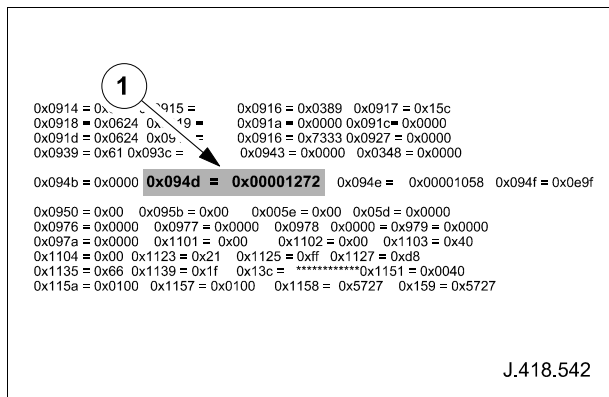 1
0x0914 = 0x 0915 = 0x0916 = 0x0389 0x0917 = 0x15c
0x0918 = 0x0624 = 0x091a = 0x0000 0x091c= 0x0000
0x091d = 0x0624 0x09 = 0x0916 = 0x7333 0x0927 = 0x0000
0x0939 = 0x61 0x093c = 0x0943 = 0x0000 0x0348 = 0x0000
0x094b = 0x0000 0x094d = 0x00001272 0x094e = 0x00001058 0x094f = 0x0e9f
0x0950 = 0x00 0x095b = 0x00 0x005e = 0x00 0x05d = 0x0000
0x0976 = 0x0000 0x0977 = 0x0000 0x0978 0x0000 = 0x979 = 0x0000
0x097a = 0x0000 0x1101 = 0x00 0x1102 = 0x00 0x1103 = 0x40
0x1104 = 0x00 0x1123 = 0x21 0x1125 = 0xff 0x1127 = 0xd8
0x1135 = 0x66 0x1139 = 0x1f 0x13c = ************0x1151 = 0x0040
0x115a = 0x0100 0x1157 = 0x0100 0x1158 = 0x5727 0x159 = 0x5727
J.418.542